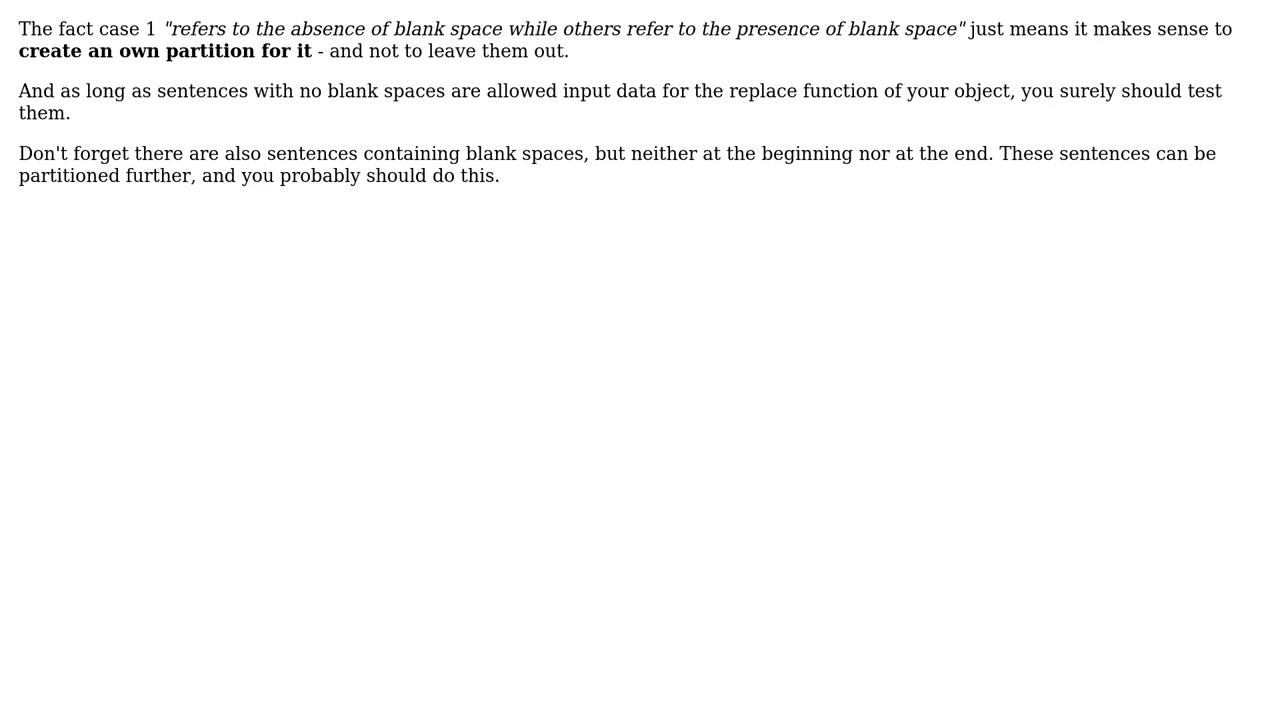 The fact case 1 "refers to the absence of blank space while others refer to the presence of blank space" just means it makes sense to
create an own partition for it - and not to leave them out.
And as long as sentences with no blank spaces are allowed input data for the replace function of your object, you surely should test
them.
Don't forget there are also sentences containing blank spaces, but neither at the beginning nor at the end. These sentences can be
partitioned further, and you probably should do this.